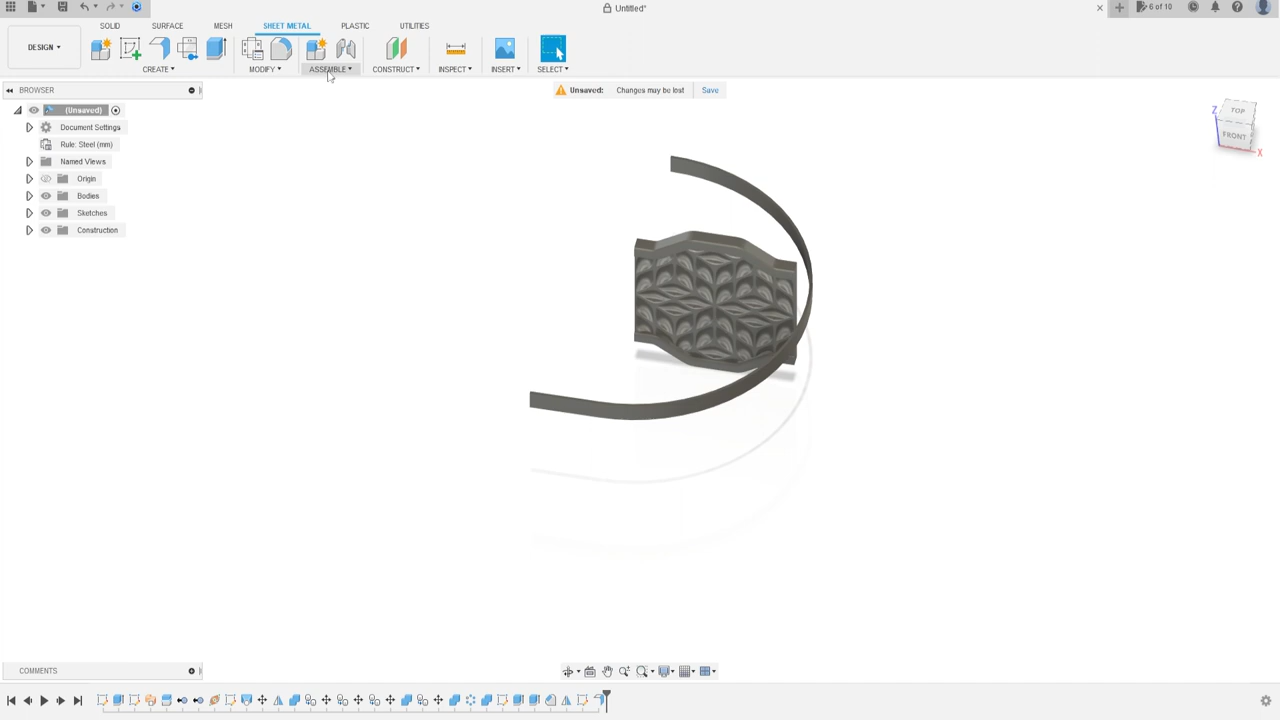 Untitled*
6 of 10
SOLID SURFACE MESH SHEET METAL PLASTIC UTILITIES
DESIGN
CREATE MODIFY ASSEMBLE CONSTRUCT INSPECT INSERT SELECT
BROWSER
Unsaved: Changes may be lost Save
(Unsaved)
Document Settings
Rule: Steel (mm)
Named Views
Origin
Bodies
Sketches
Construction
TOP
Z
FRONT
X
COMMENTS